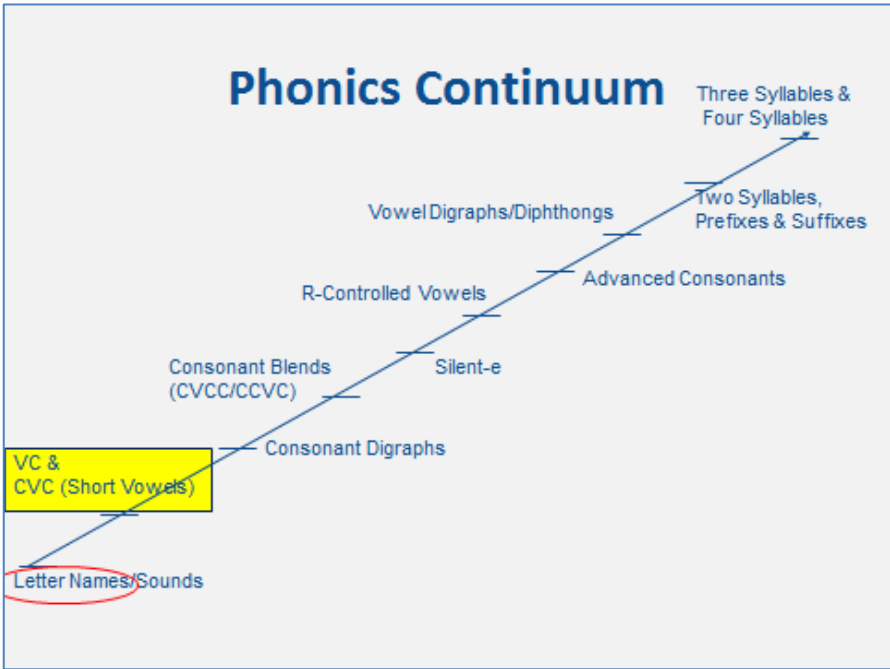 Phonics Continuum
Three Syllables &
Four Syllables
Two Syllables,
Prefixes & Suffixes
Vowel Digraphs/Diphthongs
Advanced Consonants
R-Controlled Vowels
Silent-e
Consonant Blends
(CVCC/CCVC)
Consonant Digraphs
VC &
CVC (Short Vowels)
Letter Names/Sounds